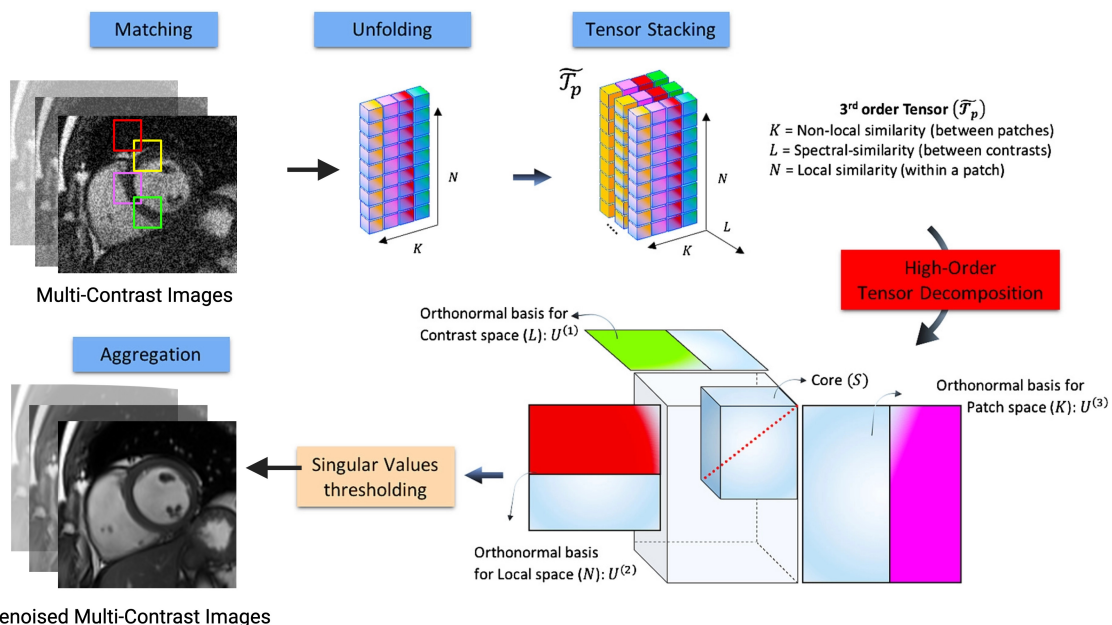 Matching
Unfolding
Tensor Stacking
𝒯̃p
N
K
N
L
K
....
3rd order Tensor (𝒯̃p)
K = Non-local similarity (between patches)
L = Spectral-similarity (between contrasts)
N = Local similarity (within a patch)
Multi-Contrast Images
High-Order
Tensor Decomposition
Orthonormal basis for
Contrast space (L): U(1)
Core (S)
Orthonormal basis for
Patch space (K): U(3)
Aggregation
Singular Values
thresholding
Orthonormal basis
for Local space (N): U(2)
enoised Multi-Contrast Images